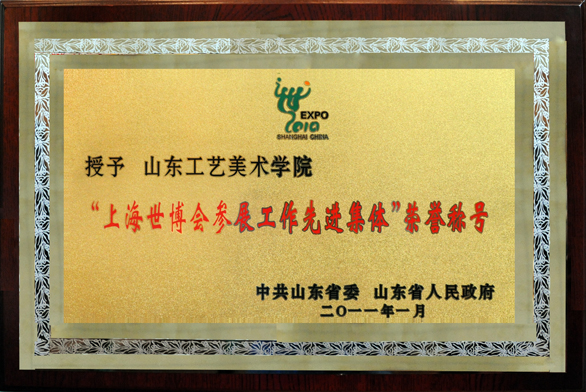 EXPO
2010
SHANGHAI CHINA
授予 山东工艺美术学院
“上海世博会参展工作先进集体”荣誉称号
中共山东省委 山东省人民政府
二〇一一年一月